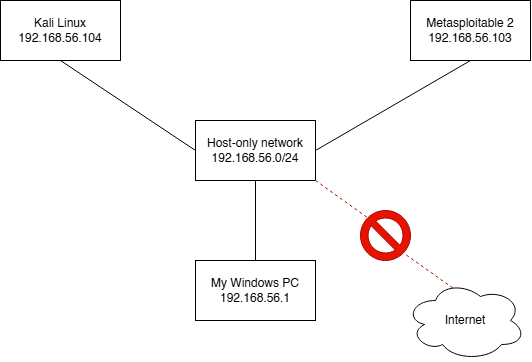 Kali Linux
192.168.56.104
Metasploitable 2
192.168.56.103
Host-only network
192.168.56.0/24
My Windows PC
192.168.56.1
Internet